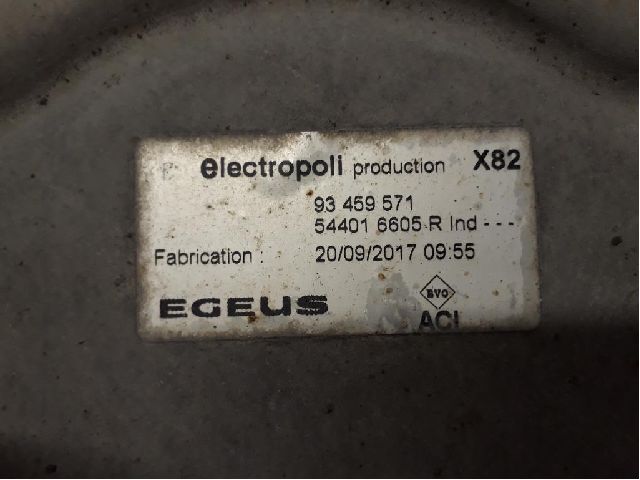 electropoli production X82
93 459 571
54401 6605 R Ind - - -
Fabrication : 20/09/2017 09:55
EGEUS
EVO
ACI